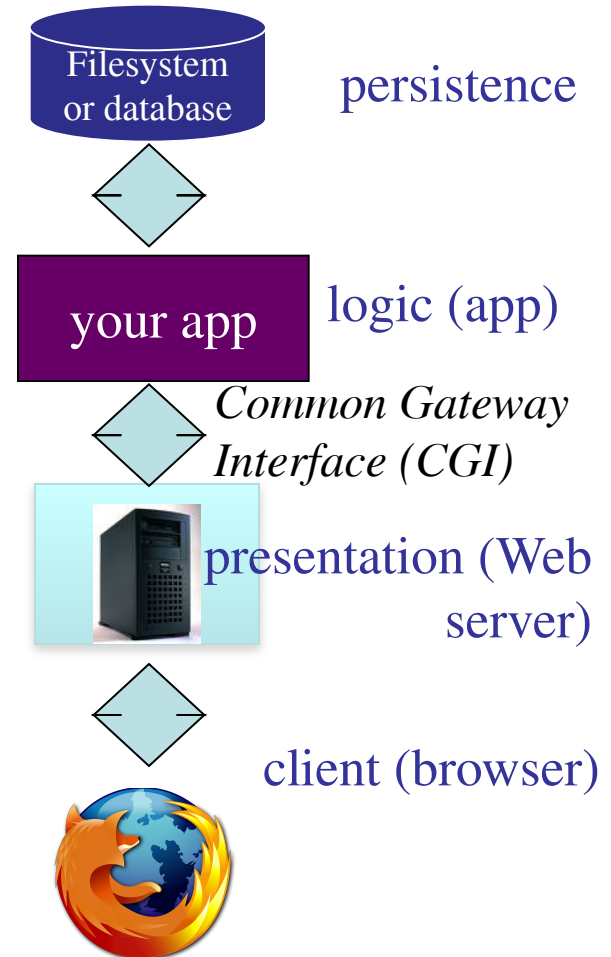 Filesystem
or database
persistence
your app
logic (app)
Common Gateway
Interface (CGI)
presentation (Web
server)
client (browser)